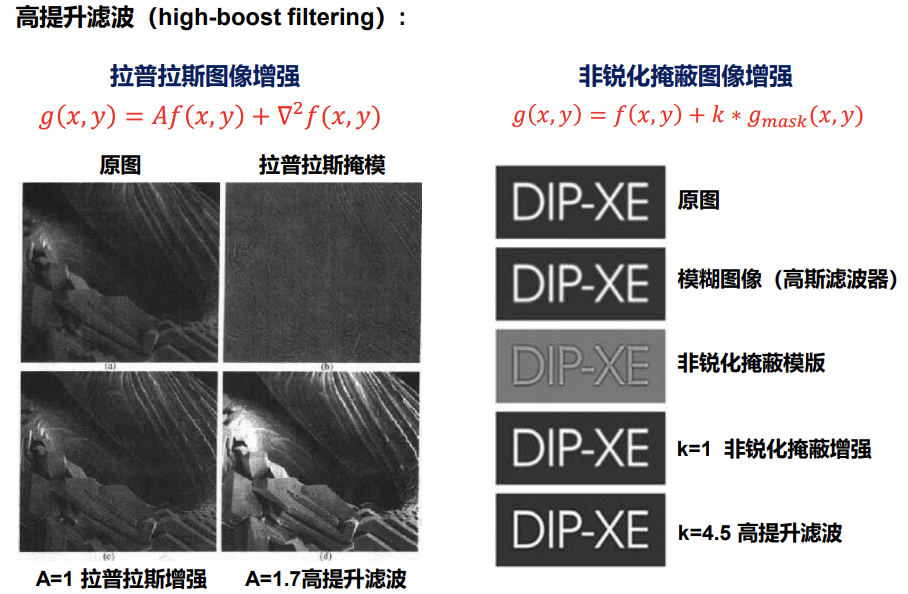 高提升滤波（high-boost filtering）:
拉普拉斯图像增强
g(x,y) = Af(x,y) + ∇²f(x,y)
原图
拉普拉斯掩模
(a)
(b)
(c)
(d)
A=1 拉普拉斯增强
A=1.7高提升滤波
非锐化掩蔽图像增强
g(x,y) = f(x,y) + k * gmask(x,y)
DIP-XE
原图
DIP-XE
模糊图像（高斯滤波器）
DIP-XE
非锐化掩蔽模版
DIP-XE
k=1 非锐化掩蔽增强
DIP-XE
k=4.5 高提升滤波